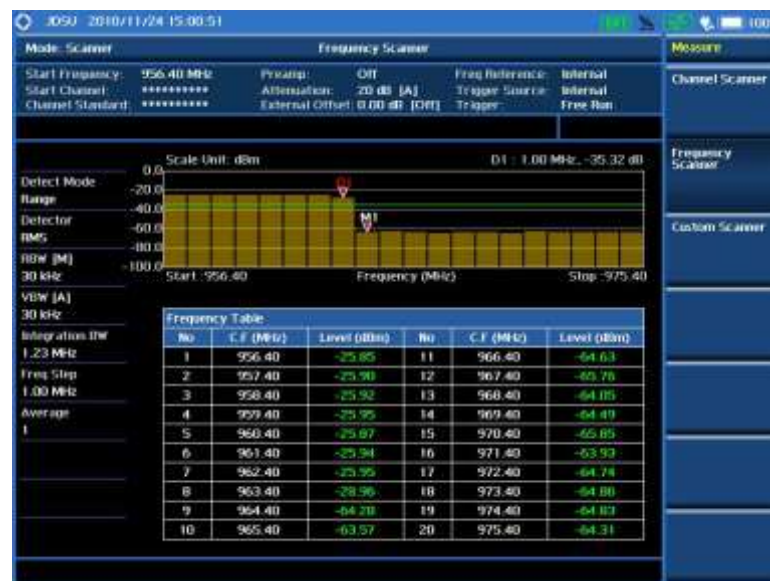 JDSU 2010/11/24 15:00:51
100
Mode: Scanner
Frequency Scanner
Measure
Start Frequency: 956.40 MHz
Preamp: Off
Freq Reference: Internal
Start Channel: **********
Attenuation: 20 dB [A]
Trigger Source: Internal
Channel Standard: **********
External Offset: 0.00 dB [Off]
Trigger: Free Run
Channel Scanner
Frequency Scanner
Custom Scanner
Scale Unit: dBm
D1 : 1.00 MHz, -35.32 dB
Detect Mode
Range
Detector
RMS
RBW [M]
30 kHz
VBW [A]
30 kHz
Integration BW
1.23 MHz
Freq Step
1.00 MHz
Average
1
0.0
-20.0
-40.0
-60.0
-80.0
-100.0
D1
M1
Start :956.40
Frequency (MHz)
Stop :975.40
Frequency Table
No C.F (MHz) Level (dBm) No C.F (MHz) Level (dBm)
1 956.40 -25.85 11 966.40 -64.63
2 957.40 -25.90 12 967.40 -65.76
3 958.40 -25.92 13 968.40 -64.05
4 959.40 -25.95 14 969.40 -64.49
5 960.40 -25.87 15 970.40 -65.85
6 961.40 -25.94 16 971.40 -63.93
7 962.40 -25.95 17 972.40 -64.74
8 963.40 -28.96 18 973.40 -64.80
9 964.40 -64.28 19 974.40 -64.83
10 965.40 -63.57 20 975.40 -64.31